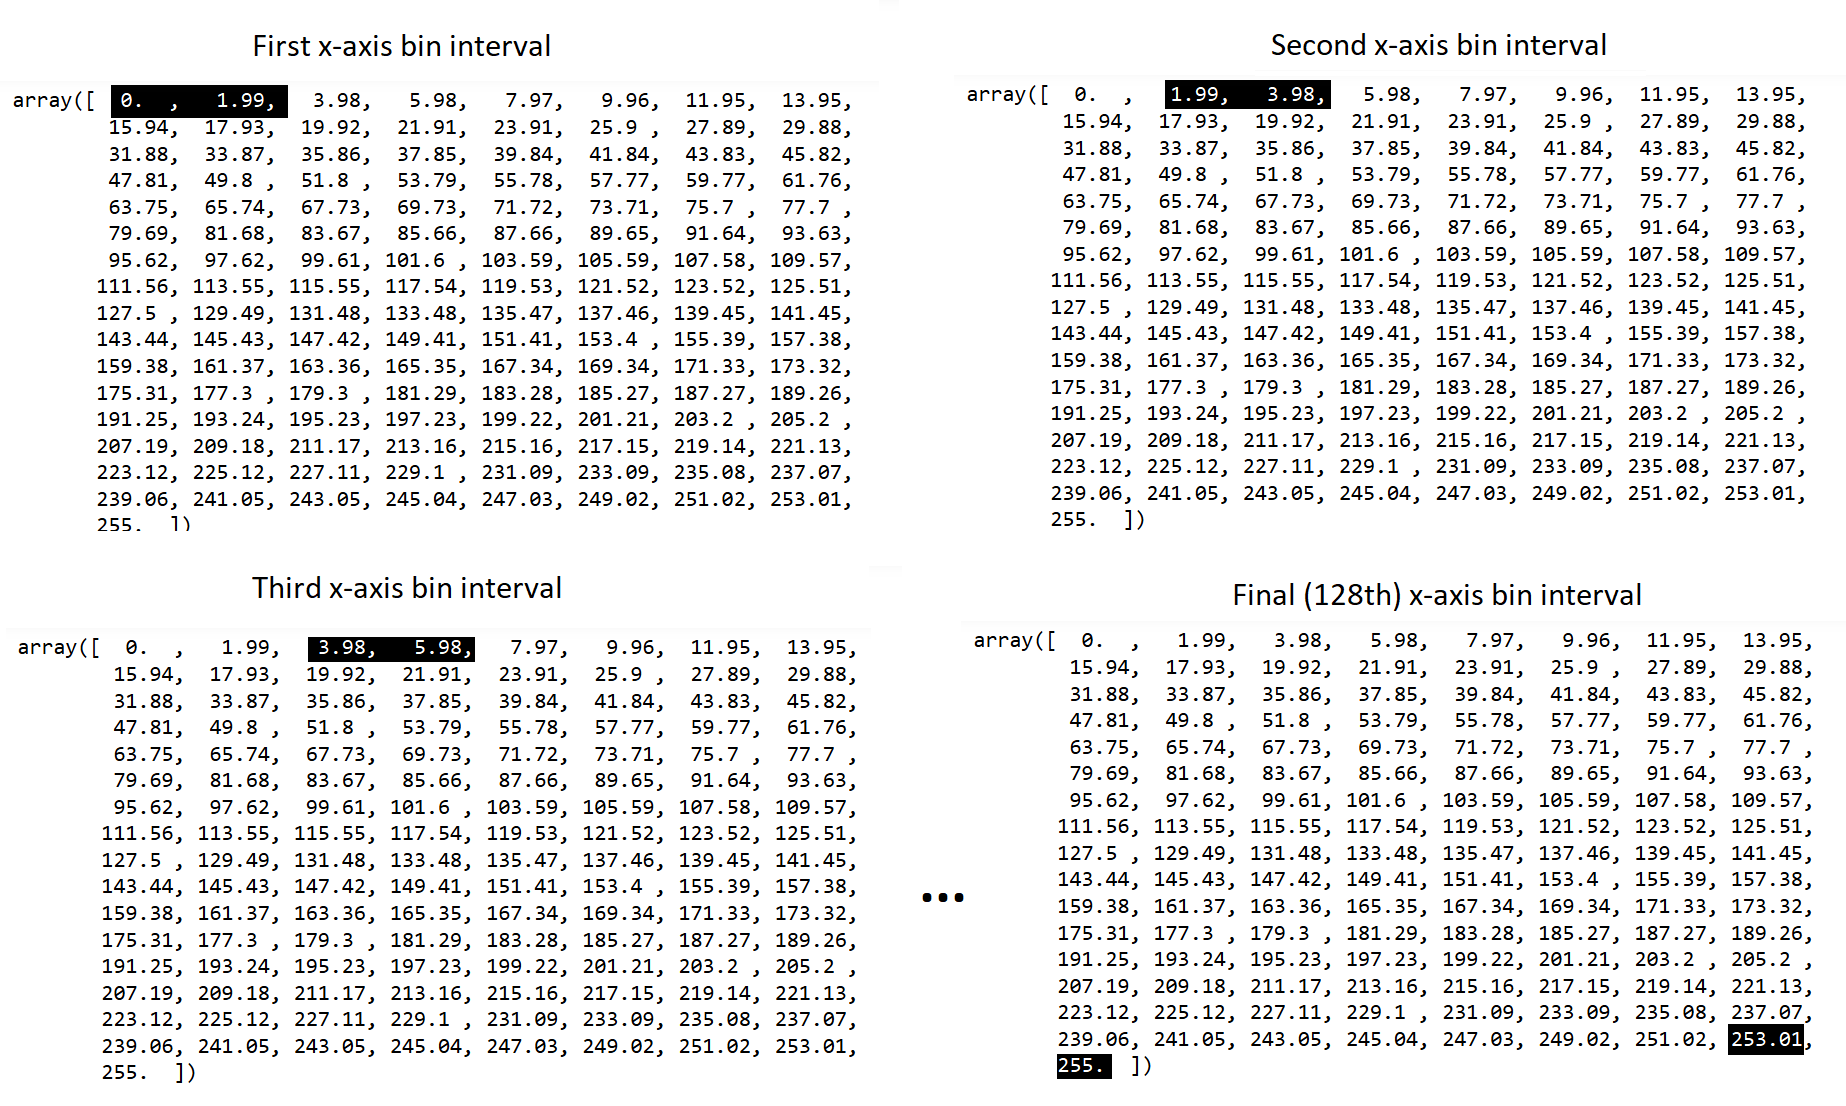 First x-axis bin interval
array([  0.  ,   1.99,   3.98,   5.98,   7.97,   9.96,  11.95,  13.95,
        15.94,  17.93,  19.92,  21.91,  23.91,  25.9 ,  27.89,  29.88,
        31.88,  33.87,  35.86,  37.85,  39.84,  41.84,  43.83,  45.82,
        47.81,  49.8 ,  51.8 ,  53.79,  55.78,  57.77,  59.77,  61.76,
        63.75,  65.74,  67.73,  69.73,  71.72,  73.71,  75.7 ,  77.7 ,
        79.69,  81.68,  83.67,  85.66,  87.66,  89.65,  91.64,  93.63,
        95.62,  97.62,  99.61, 101.6 , 103.59, 105.59, 107.58, 109.57,
       111.56, 113.55, 115.55, 117.54, 119.53, 121.52, 123.52, 125.51,
       127.5 , 129.49, 131.48, 133.48, 135.47, 137.46, 139.45, 141.45,
       143.44, 145.43, 147.42, 149.41, 151.41, 153.4 , 155.39, 157.38,
       159.38, 161.37, 163.36, 165.35, 167.34, 169.34, 171.33, 173.32,
       175.31, 177.3 , 179.3 , 181.29, 183.28, 185.27, 187.27, 189.26,
       191.25, 193.24, 195.23, 197.23, 199.22, 201.21, 203.2 , 205.2 ,
       207.19, 209.18, 211.17, 213.16, 215.16, 217.15, 219.14, 221.13,
       223.12, 225.12, 227.11, 229.1 , 231.09, 233.09, 235.08, 237.07,
       239.06, 241.05, 243.05, 245.04, 247.03, 249.02, 251.02, 253.01,
       255.  ])
Second x-axis bin interval
array([  0.  ,   1.99,   3.98,   5.98,   7.97,   9.96,  11.95,  13.95,
        15.94,  17.93,  19.92,  21.91,  23.91,  25.9 ,  27.89,  29.88,
        31.88,  33.87,  35.86,  37.85,  39.84,  41.84,  43.83,  45.82,
        47.81,  49.8 ,  51.8 ,  53.79,  55.78,  57.77,  59.77,  61.76,
        63.75,  65.74,  67.73,  69.73,  71.72,  73.71,  75.7 ,  77.7 ,
        79.69,  81.68,  83.67,  85.66,  87.66,  89.65,  91.64,  93.63,
        95.62,  97.62,  99.61, 101.6 , 103.59, 105.59, 107.58, 109.57,
       111.56, 113.55, 115.55, 117.54, 119.53, 121.52, 123.52, 125.51,
       127.5 , 129.49, 131.48, 133.48, 135.47, 137.46, 139.45, 141.45,
       143.44, 145.43, 147.42, 149.41, 151.41, 153.4 , 155.39, 157.38,
       159.38, 161.37, 163.36, 165.35, 167.34, 169.34, 171.33, 173.32,
       175.31, 177.3 , 179.3 , 181.29, 183.28, 185.27, 187.27, 189.26,
       191.25, 193.24, 195.23, 197.23, 199.22, 201.21, 203.2 , 205.2 ,
       207.19, 209.18, 211.17, 213.16, 215.16, 217.15, 219.14, 221.13,
       223.12, 225.12, 227.11, 229.1 , 231.09, 233.09, 235.08, 237.07,
       239.06, 241.05, 243.05, 245.04, 247.03, 249.02, 251.02, 253.01,
       255.  ])
Third x-axis bin interval
array([  0.  ,   1.99,   3.98,   5.98,   7.97,   9.96,  11.95,  13.95,
        15.94,  17.93,  19.92,  21.91,  23.91,  25.9 ,  27.89,  29.88,
        31.88,  33.87,  35.86,  37.85,  39.84,  41.84,  43.83,  45.82,
        47.81,  49.8 ,  51.8 ,  53.79,  55.78,  57.77,  59.77,  61.76,
        63.75,  65.74,  67.73,  69.73,  71.72,  73.71,  75.7 ,  77.7 ,
        79.69,  81.68,  83.67,  85.66,  87.66,  89.65,  91.64,  93.63,
        95.62,  97.62,  99.61, 101.6 , 103.59, 105.59, 107.58, 109.57,
       111.56, 113.55, 115.55, 117.54, 119.53, 121.52, 123.52, 125.51,
       127.5 , 129.49, 131.48, 133.48, 135.47, 137.46, 139.45, 141.45,
       143.44, 145.43, 147.42, 149.41, 151.41, 153.4 , 155.39, 157.38,
       159.38, 161.37, 163.36, 165.35, 167.34, 169.34, 171.33, 173.32,
       175.31, 177.3 , 179.3 , 181.29, 183.28, 185.27, 187.27, 189.26,
       191.25, 193.24, 195.23, 197.23, 199.22, 201.21, 203.2 , 205.2 ,
       207.19, 209.18, 211.17, 213.16, 215.16, 217.15, 219.14, 221.13,
       223.12, 225.12, 227.11, 229.1 , 231.09, 233.09, 235.08, 237.07,
       239.06, 241.05, 243.05, 245.04, 247.03, 249.02, 251.02, 253.01,
       255.  ])
...
Final (128th) x-axis bin interval
array([  0.  ,   1.99,   3.98,   5.98,   7.97,   9.96,  11.95,  13.95,
        15.94,  17.93,  19.92,  21.91,  23.91,  25.9 ,  27.89,  29.88,
        31.88,  33.87,  35.86,  37.85,  39.84,  41.84,  43.83,  45.82,
        47.81,  49.8 ,  51.8 ,  53.79,  55.78,  57.77,  59.77,  61.76,
        63.75,  65.74,  67.73,  69.73,  71.72,  73.71,  75.7 ,  77.7 ,
        79.69,  81.68,  83.67,  85.66,  87.66,  89.65,  91.64,  93.63,
        95.62,  97.62,  99.61, 101.6 , 103.59, 105.59, 107.58, 109.57,
       111.56, 113.55, 115.55, 117.54, 119.53, 121.52, 123.52, 125.51,
       127.5 , 129.49, 131.48, 133.48, 135.47, 137.46, 139.45, 141.45,
       143.44, 145.43, 147.42, 149.41, 151.41, 153.4 , 155.39, 157.38,
       159.38, 161.37, 163.36, 165.35, 167.34, 169.34, 171.33, 173.32,
       175.31, 177.3 , 179.3 , 181.29, 183.28, 185.27, 187.27, 189.26,
       191.25, 193.24, 195.23, 197.23, 199.22, 201.21, 203.2 , 205.2 ,
       207.19, 209.18, 211.17, 213.16, 215.16, 217.15, 219.14, 221.13,
       223.12, 225.12, 227.11, 229.1 , 231.09, 233.09, 235.08, 237.07,
       239.06, 241.05, 243.05, 245.04, 247.03, 249.02, 251.02, 253.01,
       255.  ])